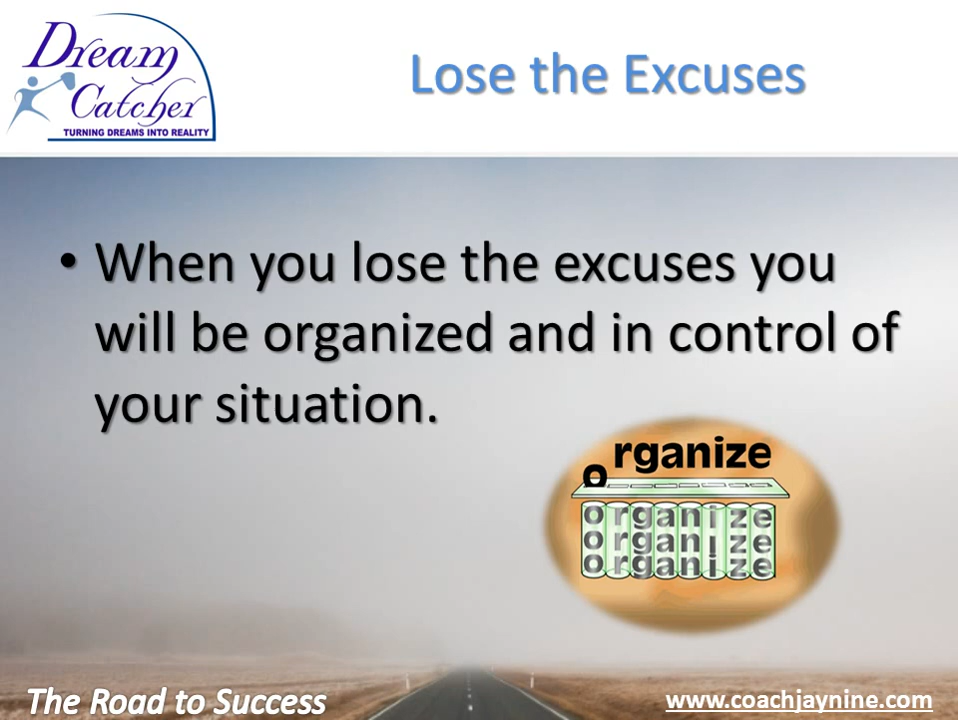 Dream
Catcher
TURNING DREAMS INTO REALITY
Lose the Excuses
• When you lose the excuses you
will be organized and in control of
your situation.
organize
organize
organize
organize
The Road to Success
www.coachjaynine.com